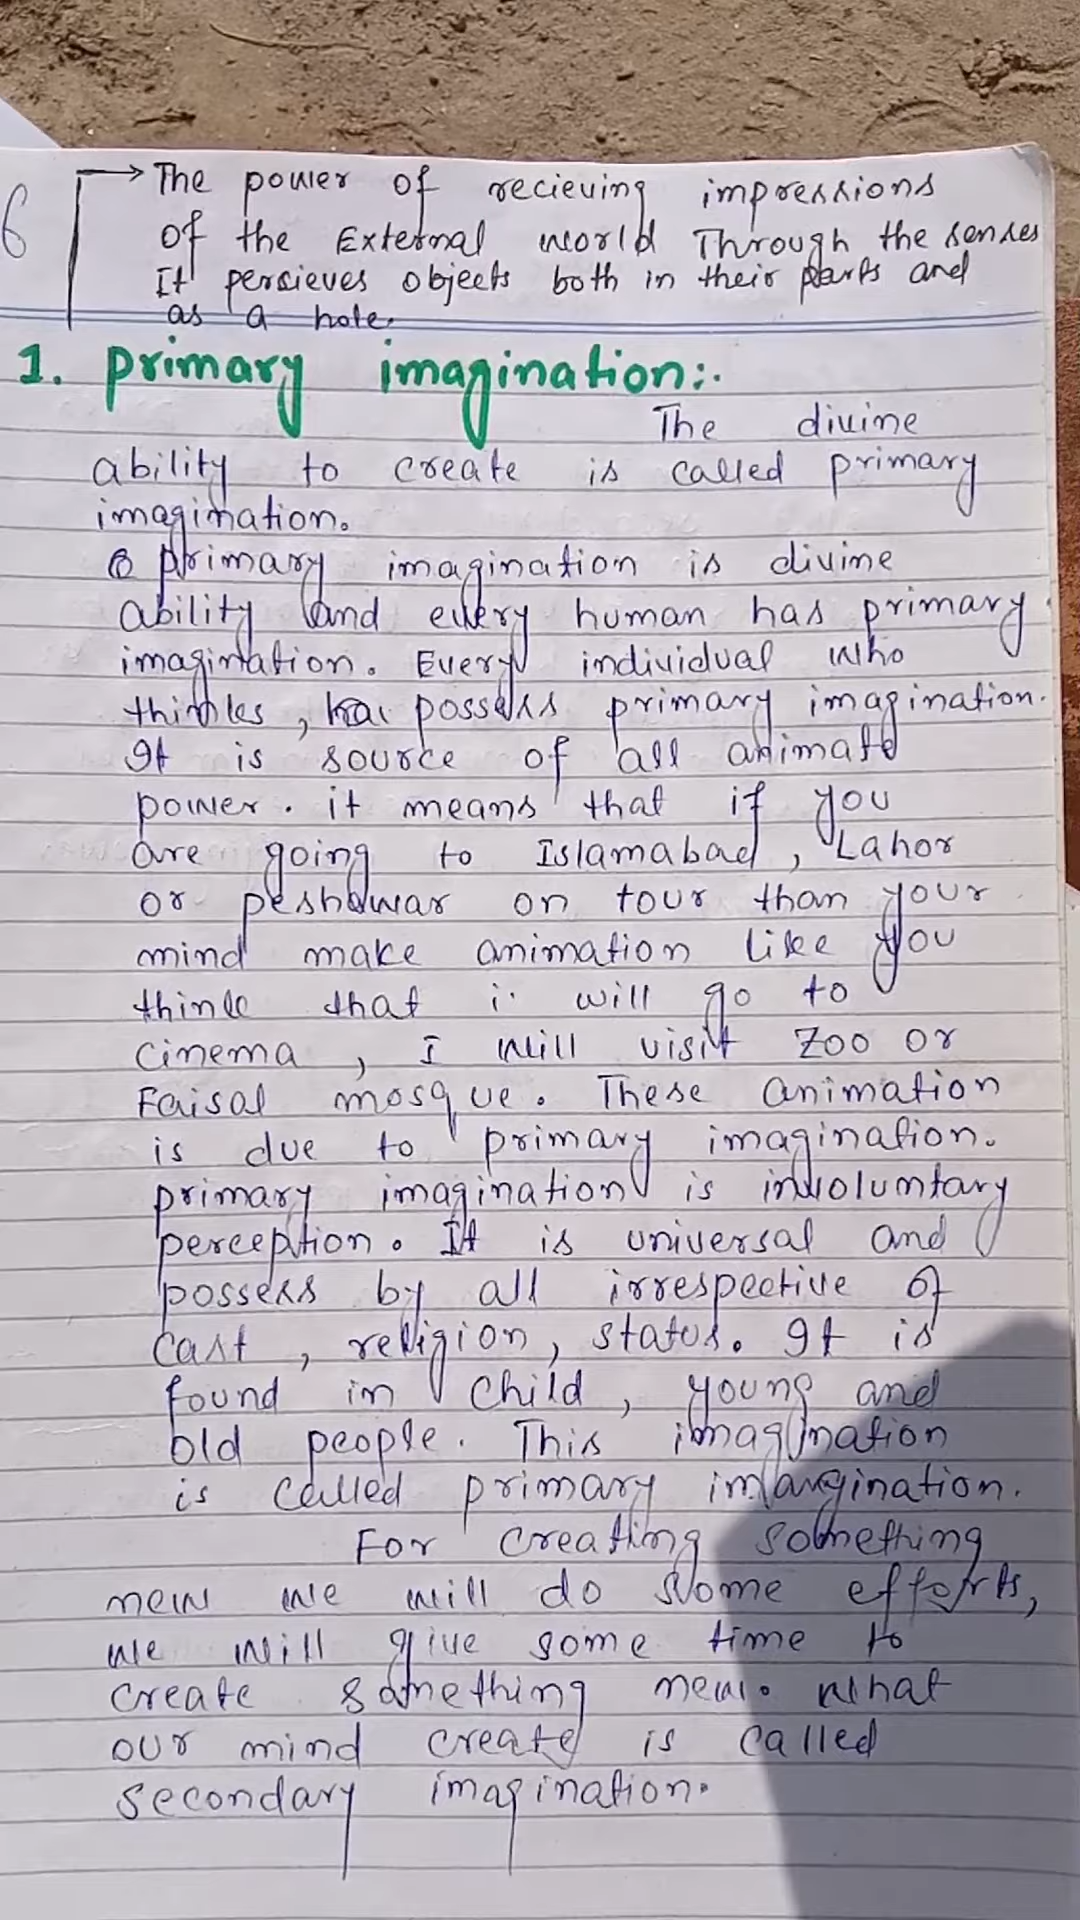 6
→ The power of recieving impressions
of the External world Through the senses
It percieves objects both in their parts and
as a hole.
1. primary imagination:.
The divine
ability to create is called primary
imagination.
primary imagination is divine
ability and every human has primary
imagination. Every individual who
thinks, possess primary imagination.
It is source of all animate
power. it means that if you
are going to Islamabad, Lahor
or peshawar on tour than your
mind make animation like you
think that i will go to
cinema, I will visit Zoo or
Faisal mosque. These animation
is due to primary imagination.
primary imagination is involuntary
perception. It is universal and
possess by all irrespective of
cast, religion, status. It is
found in child, young and
old people. This imagination
is called primary imagination.
For creating something
new we will do some efforts,
we will give some time to
create something new. what
our mind create is called
secondary imagination.